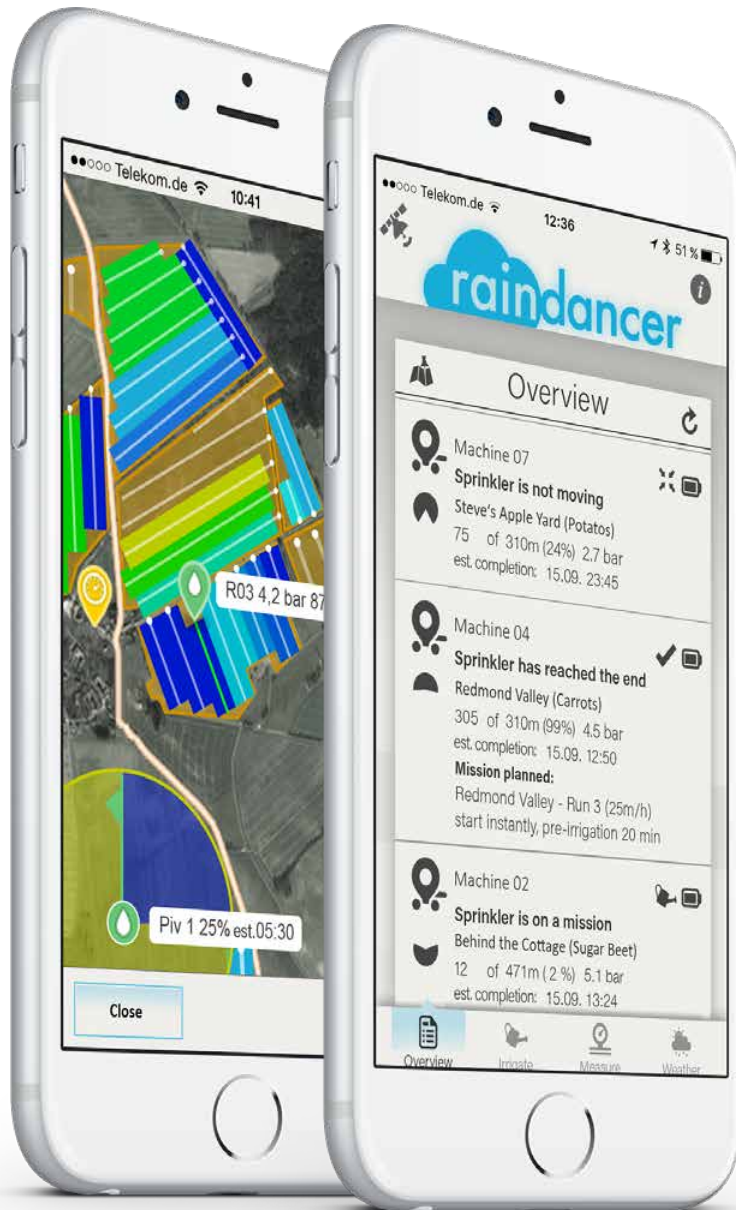 Telekom.de
10:41
R03 4,2 bar 87
Piv 1 25% est.05:30
Close
Telekom.de
12:36
51 %
raindancer
Overview
Machine 07
Sprinkler is not moving
Steve's Apple Yard (Potatos)
75 of 310m (24%) 2.7 bar
est. completion: 15.09. 23:45
Machine 04
Sprinkler has reached the end
Redmond Valley (Carrots)
305 of 310m (99%) 4.5 bar
est. completion: 15.09. 12:50
Mission planned:
Redmond Valley - Run 3 (25m/h)
start instantly, pre-irrigation 20 min
Machine 02
Sprinkler is on a mission
Behind the Cottage (Sugar Beet)
12 of 471m ( 2 %) 5.1 bar
est. completion: 15.09. 13:24
Overview Irrigate Measure Weather